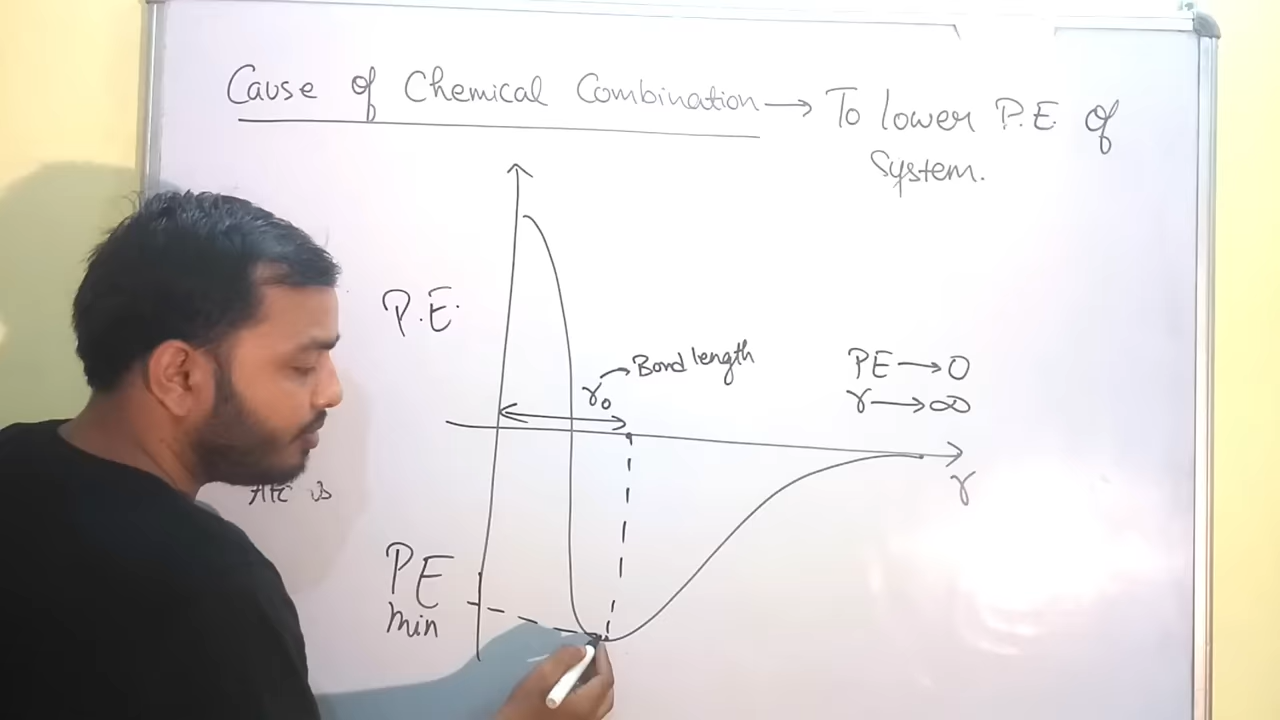 Cause of Chemical Combination → To lower P.E. of
System.
P.E.
r₀ → Bond length
PE → 0
r → ∞
r
PE
min